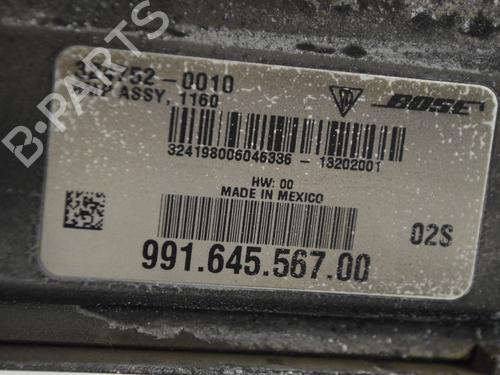 B-PARTS
0010
ASSY, 1160
BOSE
324198006046336 - 13202001
HW: 00
MADE IN MEXICO
02S
991.645.567.00